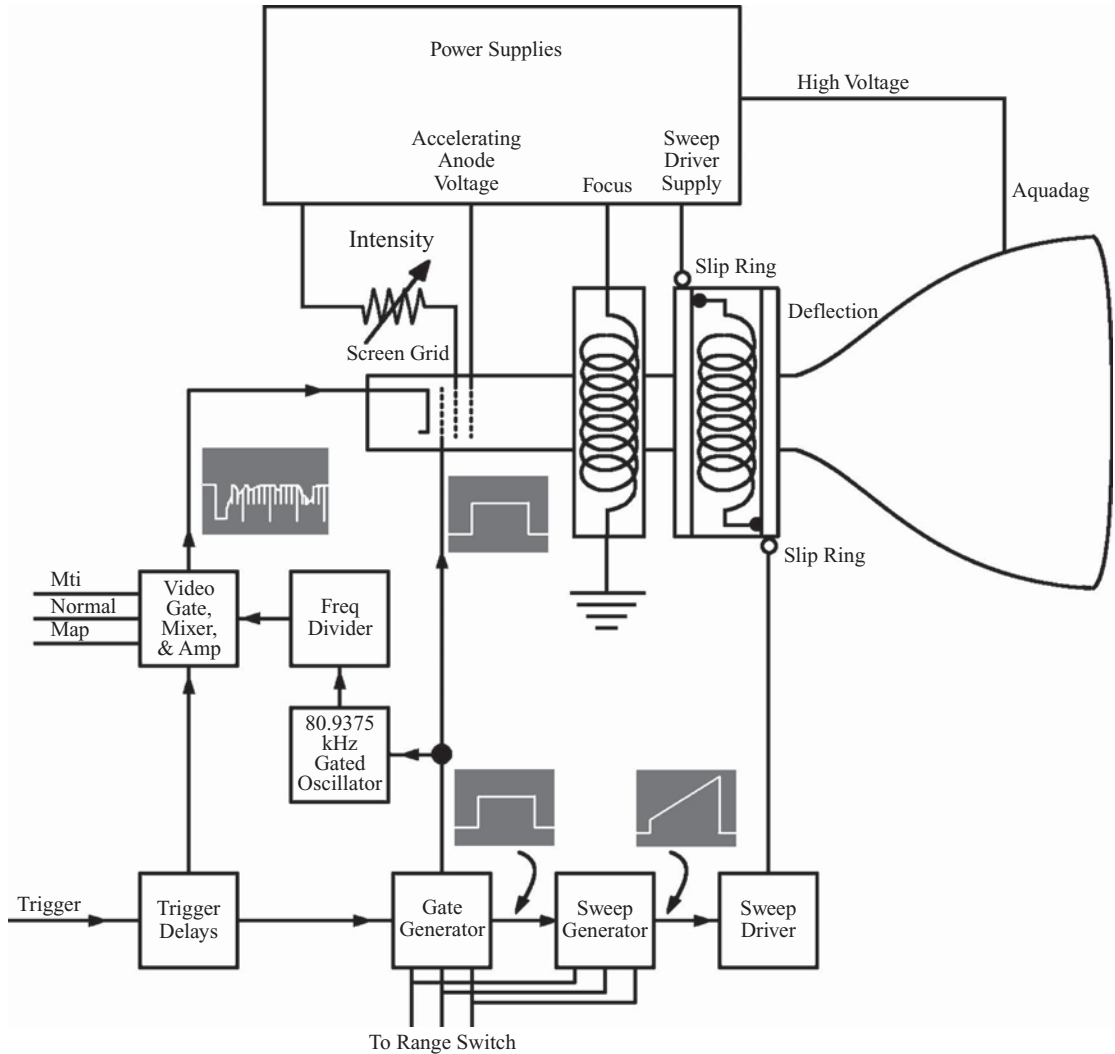 Power Supplies
High Voltage
Accelerating
Anode
Voltage
Focus
Sweep
Driver
Supply
Aquadag
Intensity
Slip Ring
Deflection
Screen Grid
Slip Ring
Mti
Normal
Map
Video
Gate,
Mixer,
& Amp
Freq
Divider
80.9375
kHz
Gated
Oscillator
Trigger
Trigger
Delays
Gate
Generator
Sweep
Generator
Sweep
Driver
To Range Switch